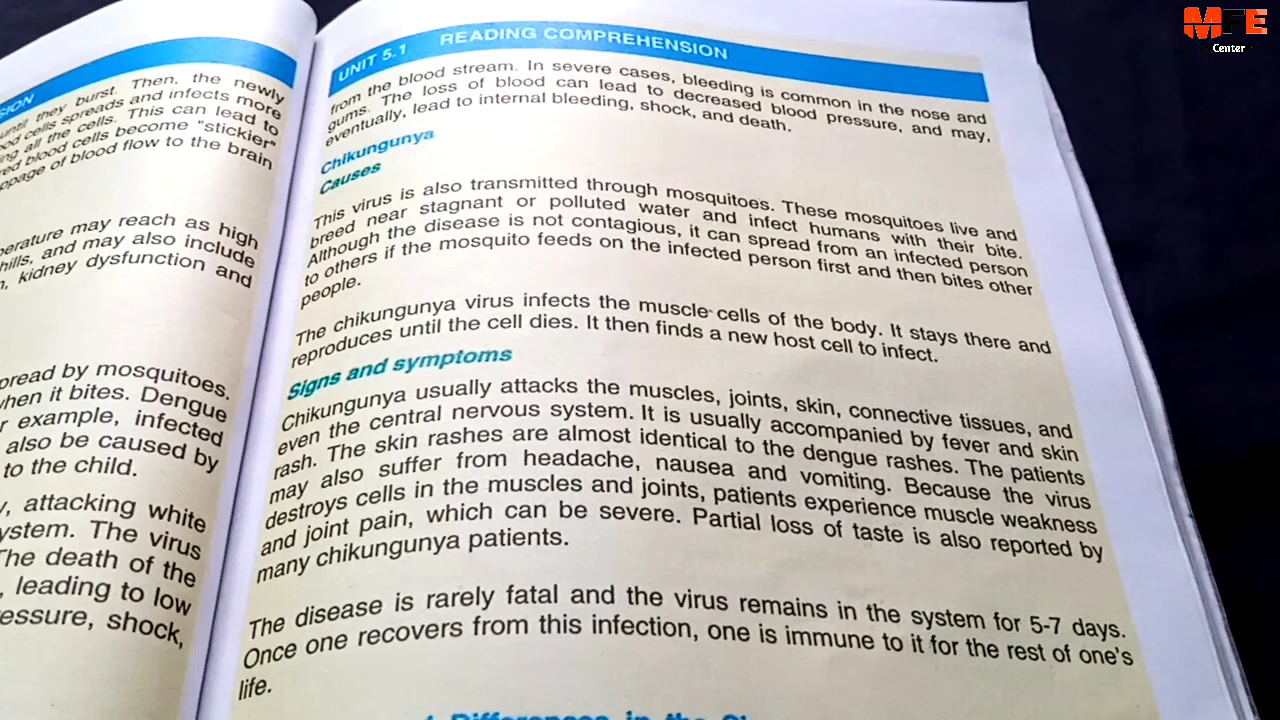 SION
until they burst. Then, the newly
od cells spreads and infects more
ing all the cells. This can lead to
red blood cells become "stickier"
ppage of blood flow to the brain
perature may reach as high
hills, and may also include
n, kidney dysfunction and
pread by mosquitoes.
when it bites. Dengue
r example, infected
also be caused by
to the child.
y, attacking white
ystem. The virus
The death of the
, leading to low
essure, shock,
UNIT 5.1 READING COMPREHENSION
from the blood stream. In severe cases, bleeding is common in the nose and
gums. The loss of blood can lead to decreased blood pressure, and may,
eventually, lead to internal bleeding, shock, and death.
Chikungunya
Causes
This virus is also transmitted through mosquitoes. These mosquitoes live and
breed near stagnant or polluted water and infect humans with their bite.
Although the disease is not contagious, it can spread from an infected person
to others if the mosquito feeds on the infected person first and then bites other
people.
The chikungunya virus infects the muscle cells of the body. It stays there and
reproduces until the cell dies. It then finds a new host cell to infect.
Signs and symptoms
Chikungunya usually attacks the muscles, joints, skin, connective tissues, and
even the central nervous system. It is usually accompanied by fever and skin
rash. The skin rashes are almost identical to the dengue rashes. The patients
may also suffer from headache, nausea and vomiting. Because the virus
destroys cells in the muscles and joints, patients experience muscle weakness
and joint pain, which can be severe. Partial loss of taste is also reported by
many chikungunya patients.
The disease is rarely fatal and the virus remains in the system for 5-7 days.
Once one recovers from this infection, one is immune to it for the rest of one's
life.
Differences in the
MFE
Center